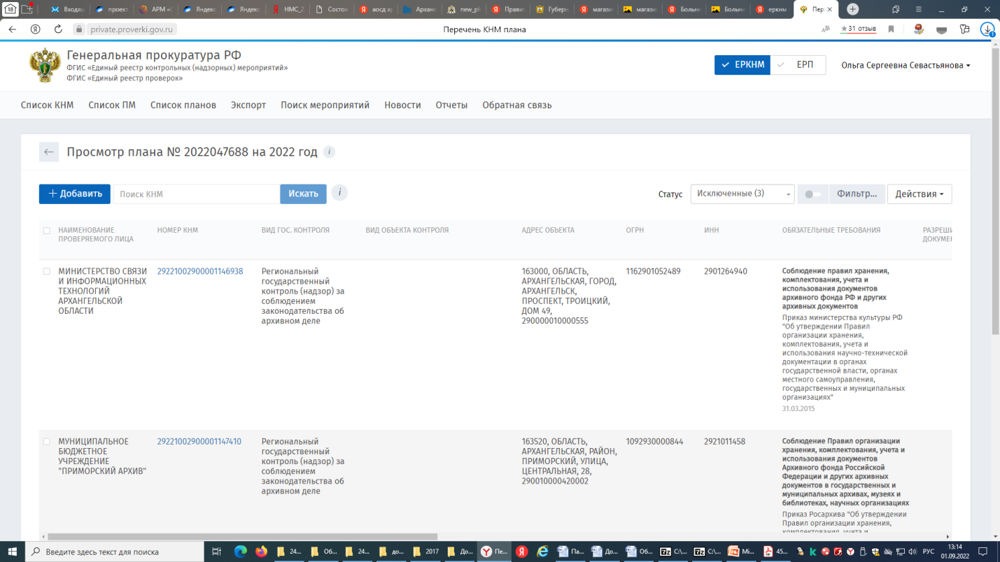 18
Входящ
проект
АРМ «О
Яндекс
Яндекс
НМС_2
Состоя
аосд ар
Арханг
new_ph
Правит
Губерн
магази
магази
Больни
Больни
еркнм
Пер
private.proverki.gov.ru
Перечень КНМ плана
★31 отзыв
Генеральная прокуратура РФ
ФГИС «Единый реестр контрольных (надзорных) мероприятий»
ФГИС «Единый реестр проверок»
ЕРКНМ
ЕРП
Ольга Сергеевна Севастьянова
Список КНМ Список ПМ Список планов Экспорт Поиск мероприятий Новости Отчеты Обратная связь
Просмотр плана № 2022047688 на 2022 год i
+ Добавить
Поиск КНМ
Искать
i
Статус
Исключенные (3)
Фильтр...
Действия
НАИМЕНОВАНИЕ
ПРОВЕРЯЕМОГО ЛИЦА
НОМЕР КНМ
ВИД ГОС. КОНТРОЛЯ
ВИД ОБЪЕКТА КОНТРОЛЯ
АДРЕС ОБЪЕКТА
ОГРН
ИНН
ОБЯЗАТЕЛЬНЫЕ ТРЕБОВАНИЯ
РАЗРЕШИ
ДОКУМЕН
МИНИСТЕРСТВО СВЯЗИ
И ИНФОРМАЦИОННЫХ
ТЕХНОЛОГИЙ
АРХАНГЕЛЬСКОЙ
ОБЛАСТИ
29221002900001146938
Региональный
государственный
контроль (надзор) за
соблюдением
законодательства об
архивном деле
163000, ОБЛАСТЬ,
АРХАНГЕЛЬСКАЯ, ГОРОД,
АРХАНГЕЛЬСК,
ПРОСПЕКТ, ТРОИЦКИЙ,
ДОМ 49,
290000010000555
1162901052489
2901264940
Соблюдение правил хранения,
комплектования, учета и
использования документов
архивного фонда РФ и других
архивных документов
Приказ министерства культуры РФ
"Об утверждении Правил
организации хранения,
комплектования, учета и
использования научно-технической
документации в органах
государственной власти, органах
местного самоуправления,
государственных и муниципальных
организациях"
31.03.2015
МУНИЦИПАЛЬНОЕ
БЮДЖЕТНОЕ
УЧРЕЖДЕНИЕ
"ПРИМОРСКИЙ АРХИВ"
29221002900001147410
Региональный
государственный
контроль (надзор) за
соблюдением
законодательства об
архивном деле
163520, ОБЛАСТЬ,
АРХАНГЕЛЬСКАЯ, РАЙОН,
ПРИМОРСКИЙ, УЛИЦА,
ЦЕНТРАЛЬНАЯ, 28,
290010000420002
1092930000844
2921011458
Соблюдение Правил организации
хранения, комплектования, учета и
использования документов
Архивного фонда Российской
Федерации и других архивных
документов в государственных и
муниципальных архивах, музеях и
библиотеках, научных организациях
Приказ Росархива "Об утверждении
Правил организации хранения,
комплектования, учета и
Введите здесь текст для поиска
24...
Об...
24...
до...
2017
До...
Пе...
Па...
До...
Об...
C:\...
C:\...
Mi...
45...
РУС
13:14
01.09.2022